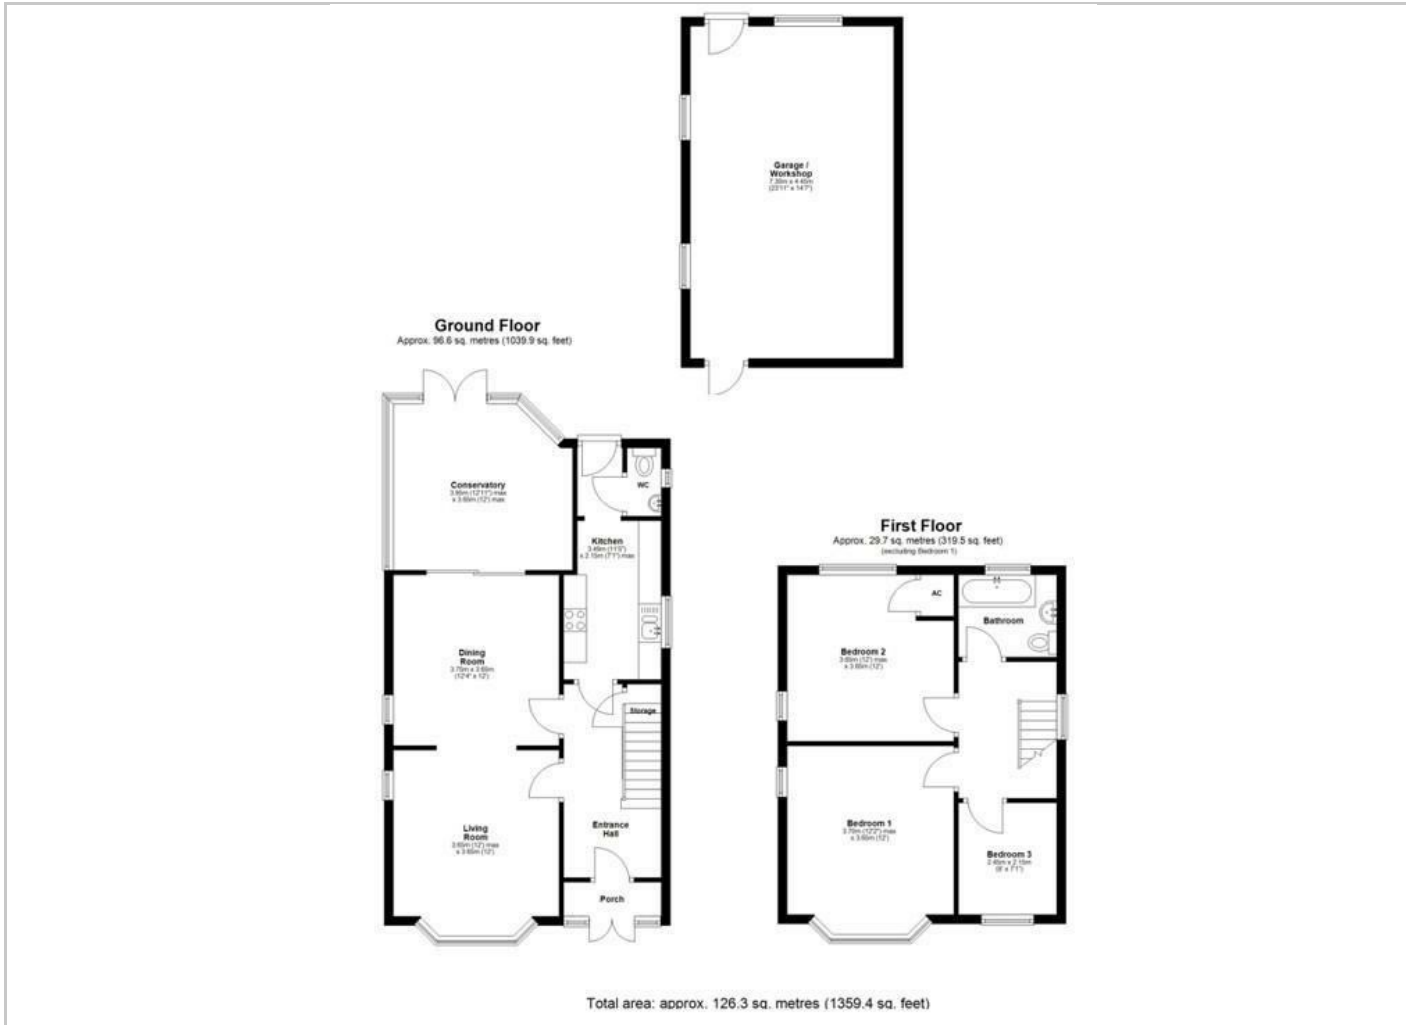 Garage /
Workshop
7.30m x 4.45m
(23'11" x 14'7")
Ground Floor
Approx. 96.6 sq. metres (1039.9 sq. feet)
Conservatory
3.95m (12'11") max
x 3.65m (12') max
WC
Kitchen
3.49m (11'5")
x 2.15m (7'1") max
Dining
Room
3.75m x 3.65m
(12'4" x 12')
Storage
Living
Room
3.65m (12') max
x 3.65m (12')
Entrance
Hall
Porch
First Floor
Approx. 29.7 sq. metres (319.5 sq. feet)
(excluding Bedroom 1)
AC
Bathroom
Bedroom 2
3.65m (12') max
x 3.65m (12')
Bedroom 1
3.70m (12'2") max
x 3.65m (12')
Bedroom 3
2.45m x 2.15m
(8' x 7'1")
Total area: approx. 126.3 sq. metres (1359.4 sq. feet)